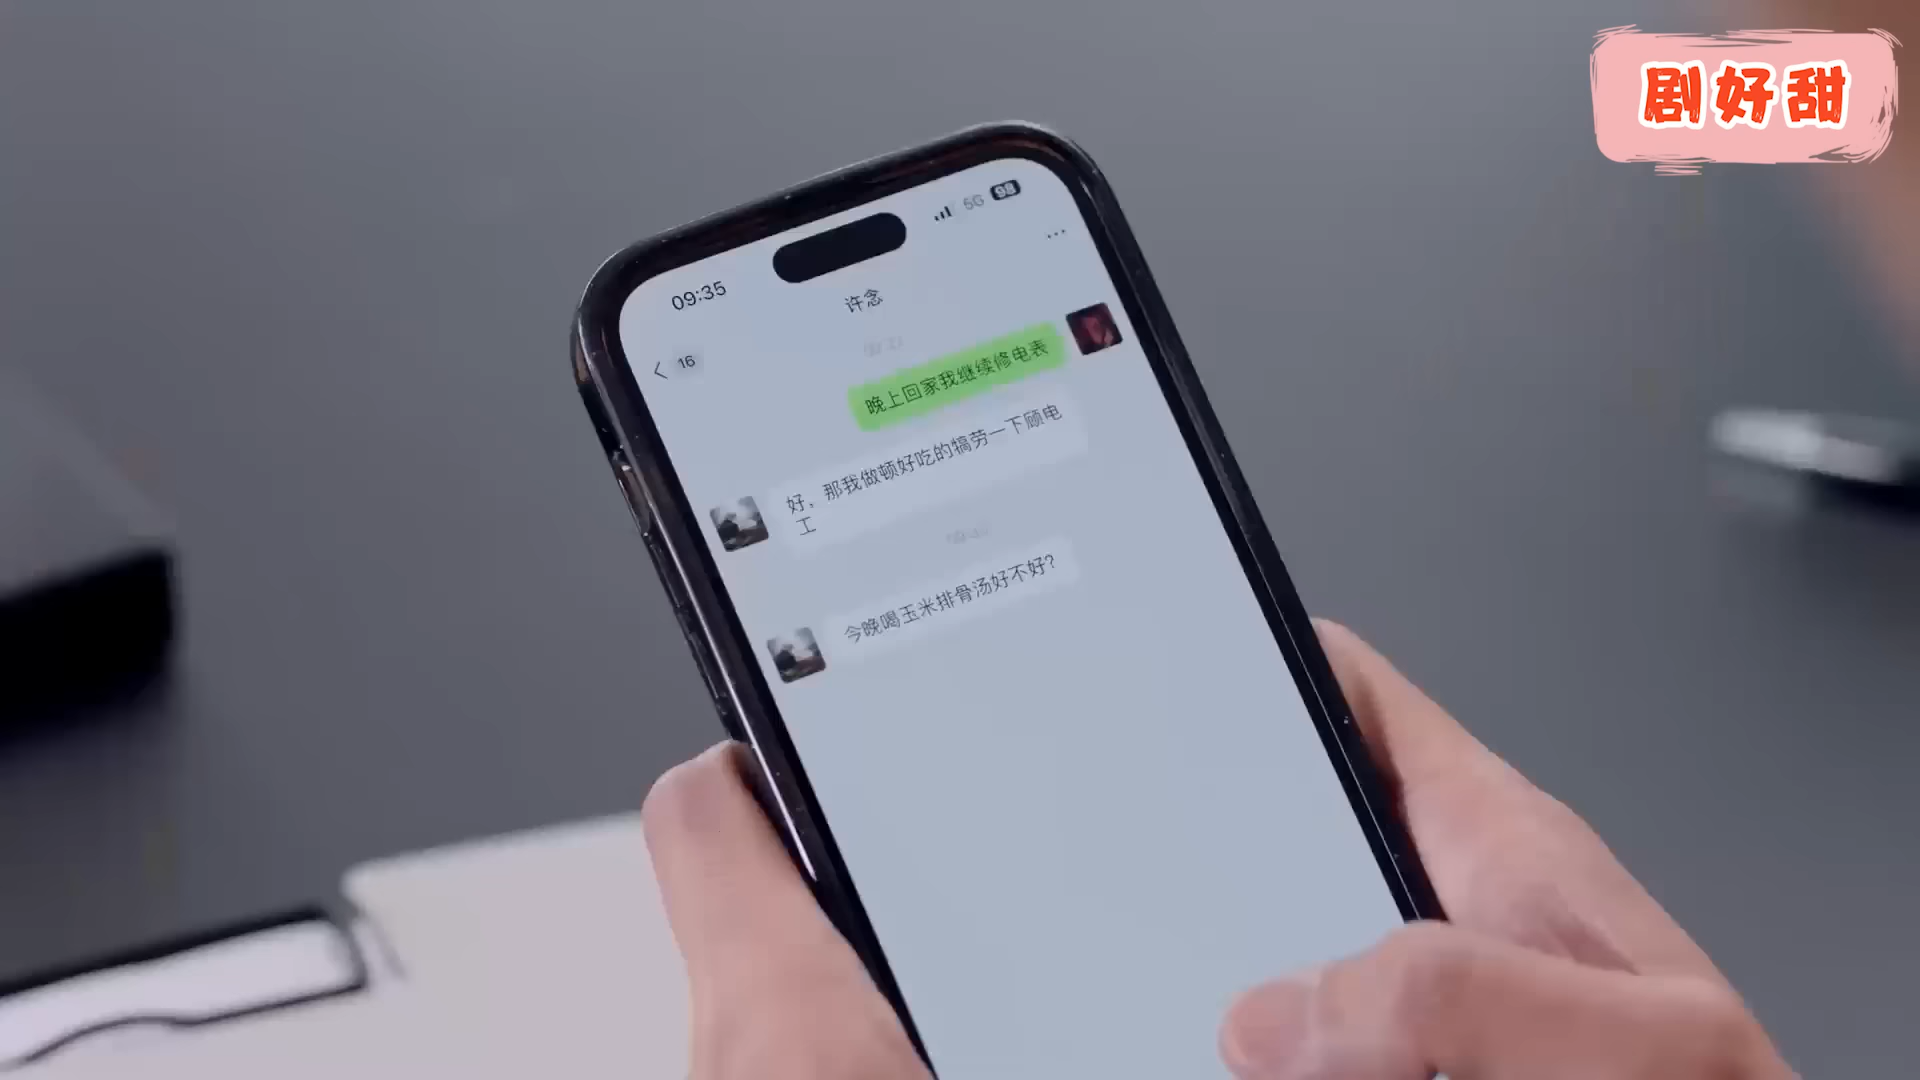 剧好甜
09:35
5G 98
许念
16
晚上回家我继续修电表
好，那我做顿好吃的犒劳一下顾电
工
今晚喝玉米排骨汤好不好？